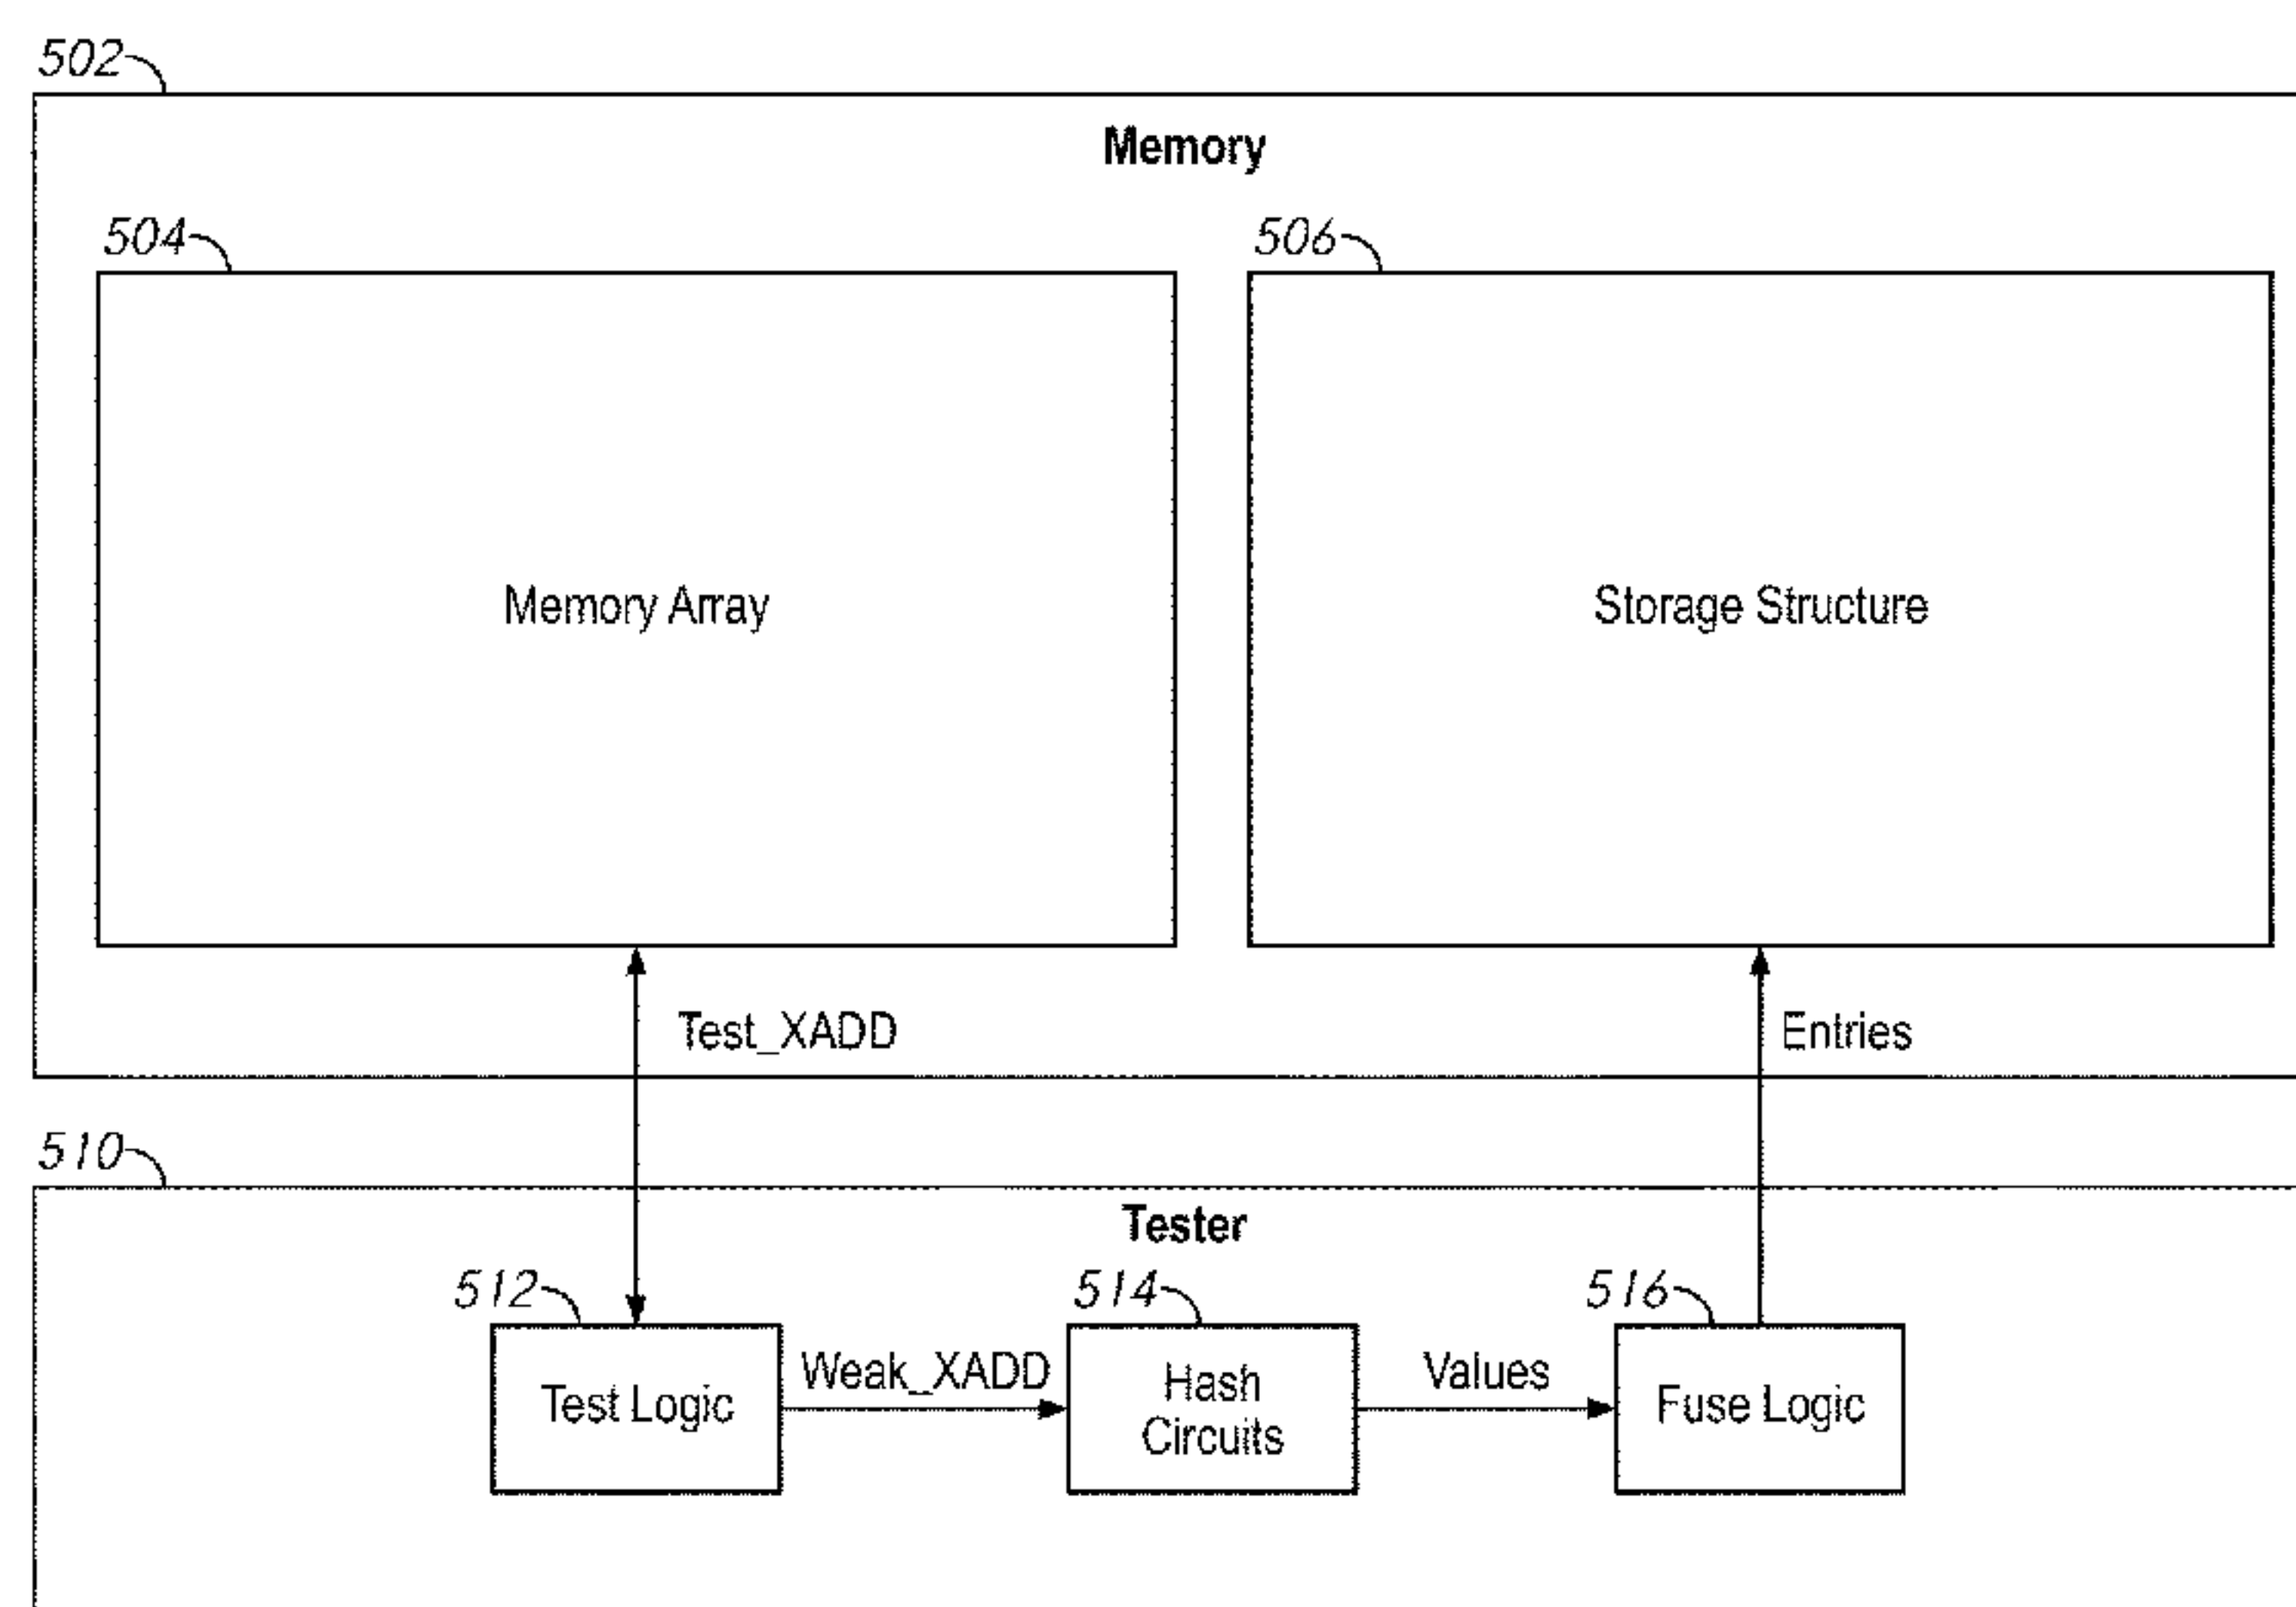 502
Memory
504
506
Memory Array
Storage Structure
Test_XADD
Entries
510
Tester
512
514
516
Test Logic
Weak_XADD
Hash
Circuits
Values
Fuse Logic